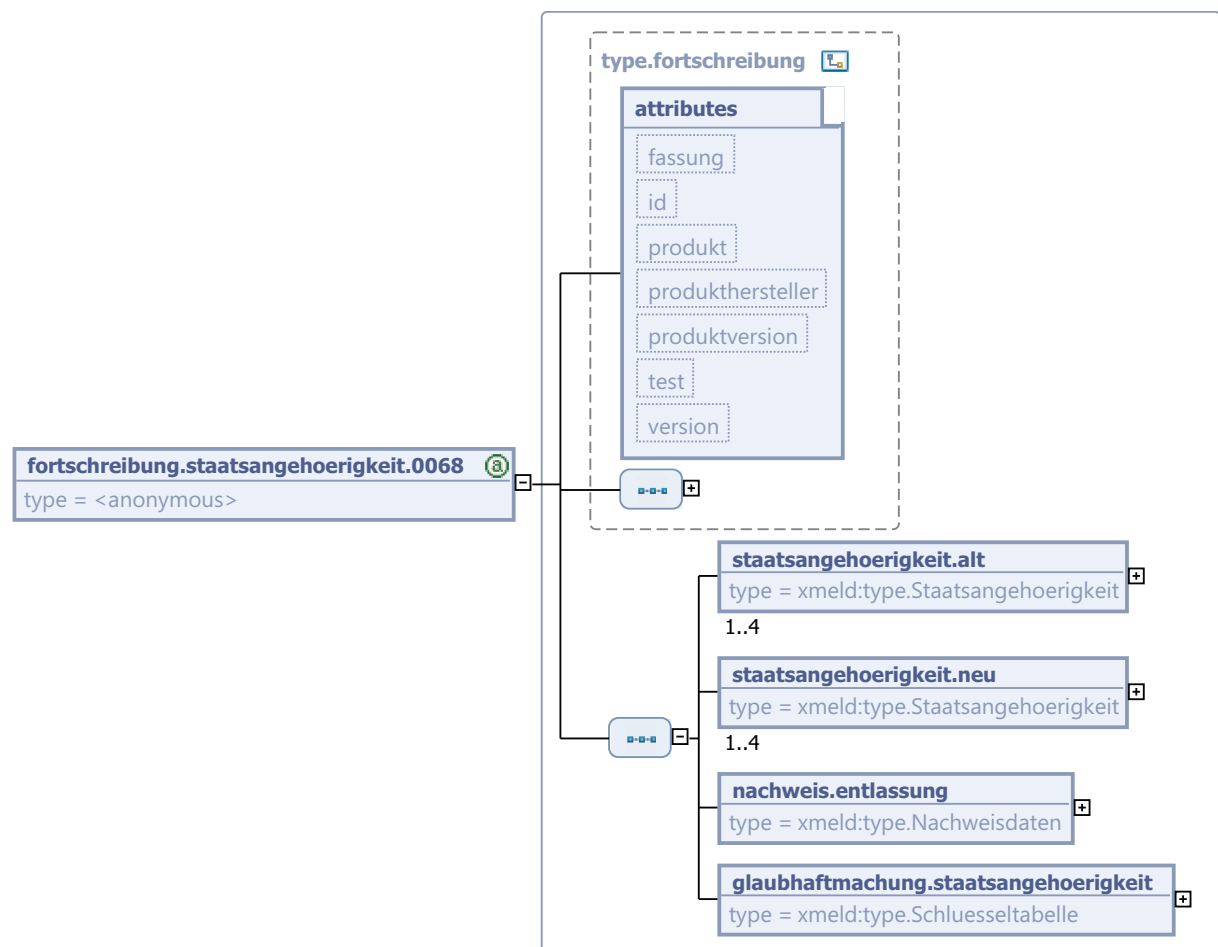 type.fortschreibung
attributes
fassung
id
produkt
produkthersteller
produktversion
test
version
fortschreibung.staatsangehoerigkeit.0068 a
type = <anonymous>
staatsangehoerigkeit.alt
type = xmeld:type.Staatsangehoerigkeit
1..4
staatsangehoerigkeit.neu
type = xmeld:type.Staatsangehoerigkeit
1..4
nachweis.entlassung
type = xmeld:type.Nachweisdaten
glaubhaftmachung.staatsangehoerigkeit
type = xmeld:type.Schluesseltabelle